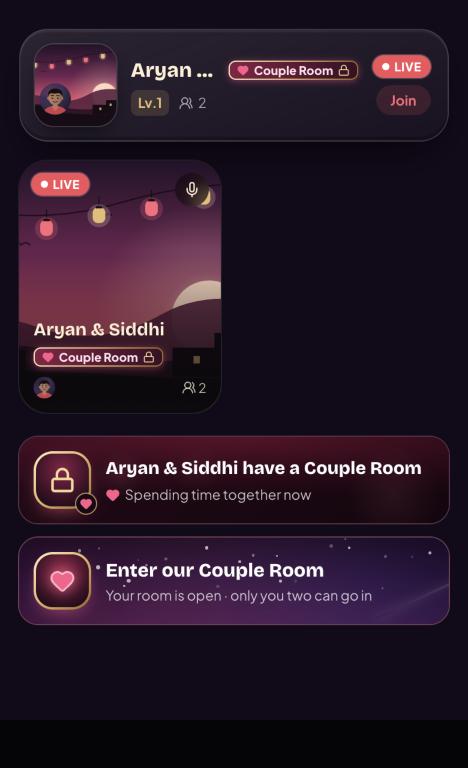 Aryan ... Couple Room LIVE
Lv.1 2 Join
LIVE
Aryan & Siddhi
Couple Room
2
Aryan & Siddhi have a Couple Room
Spending time together now
Enter our Couple Room
Your room is open · only you two can go in